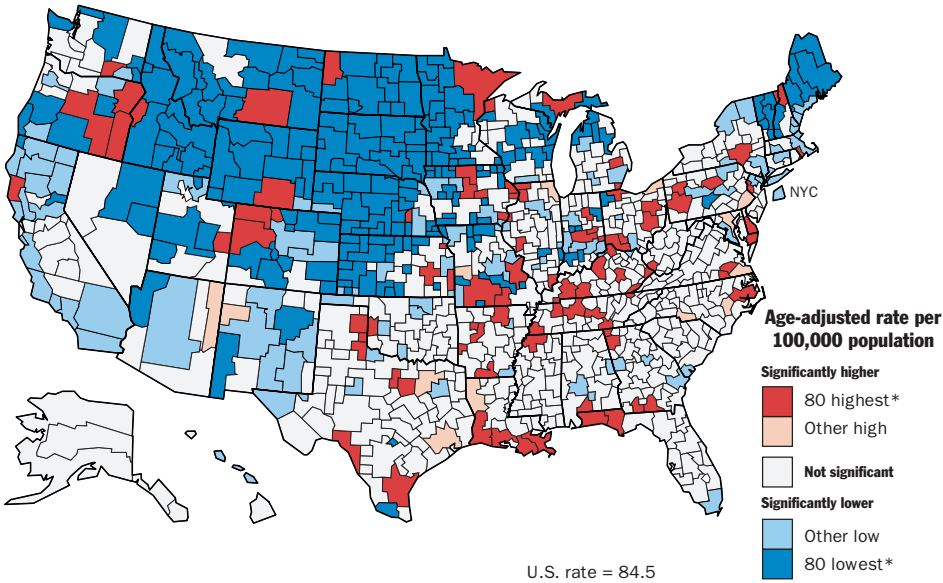 NYC
Age-adjusted rate per
100,000 population
Significantly higher
80 highest*
Other high
Not significant
Significantly lower
Other low
80 lowest*
U.S. rate = 84.5